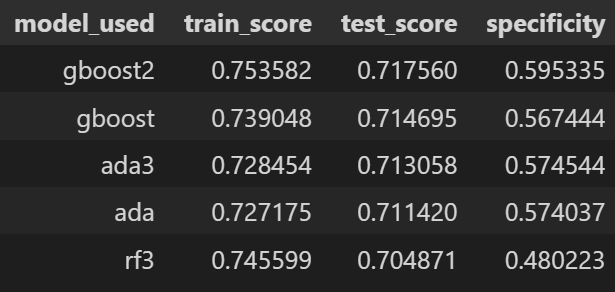 model_used train_score test_score specificity
gboost2 0.753582 0.717560 0.595335
gboost 0.739048 0.714695 0.567444
ada3 0.728454 0.713058 0.574544
ada 0.727175 0.711420 0.574037
rf3 0.745599 0.704871 0.480223